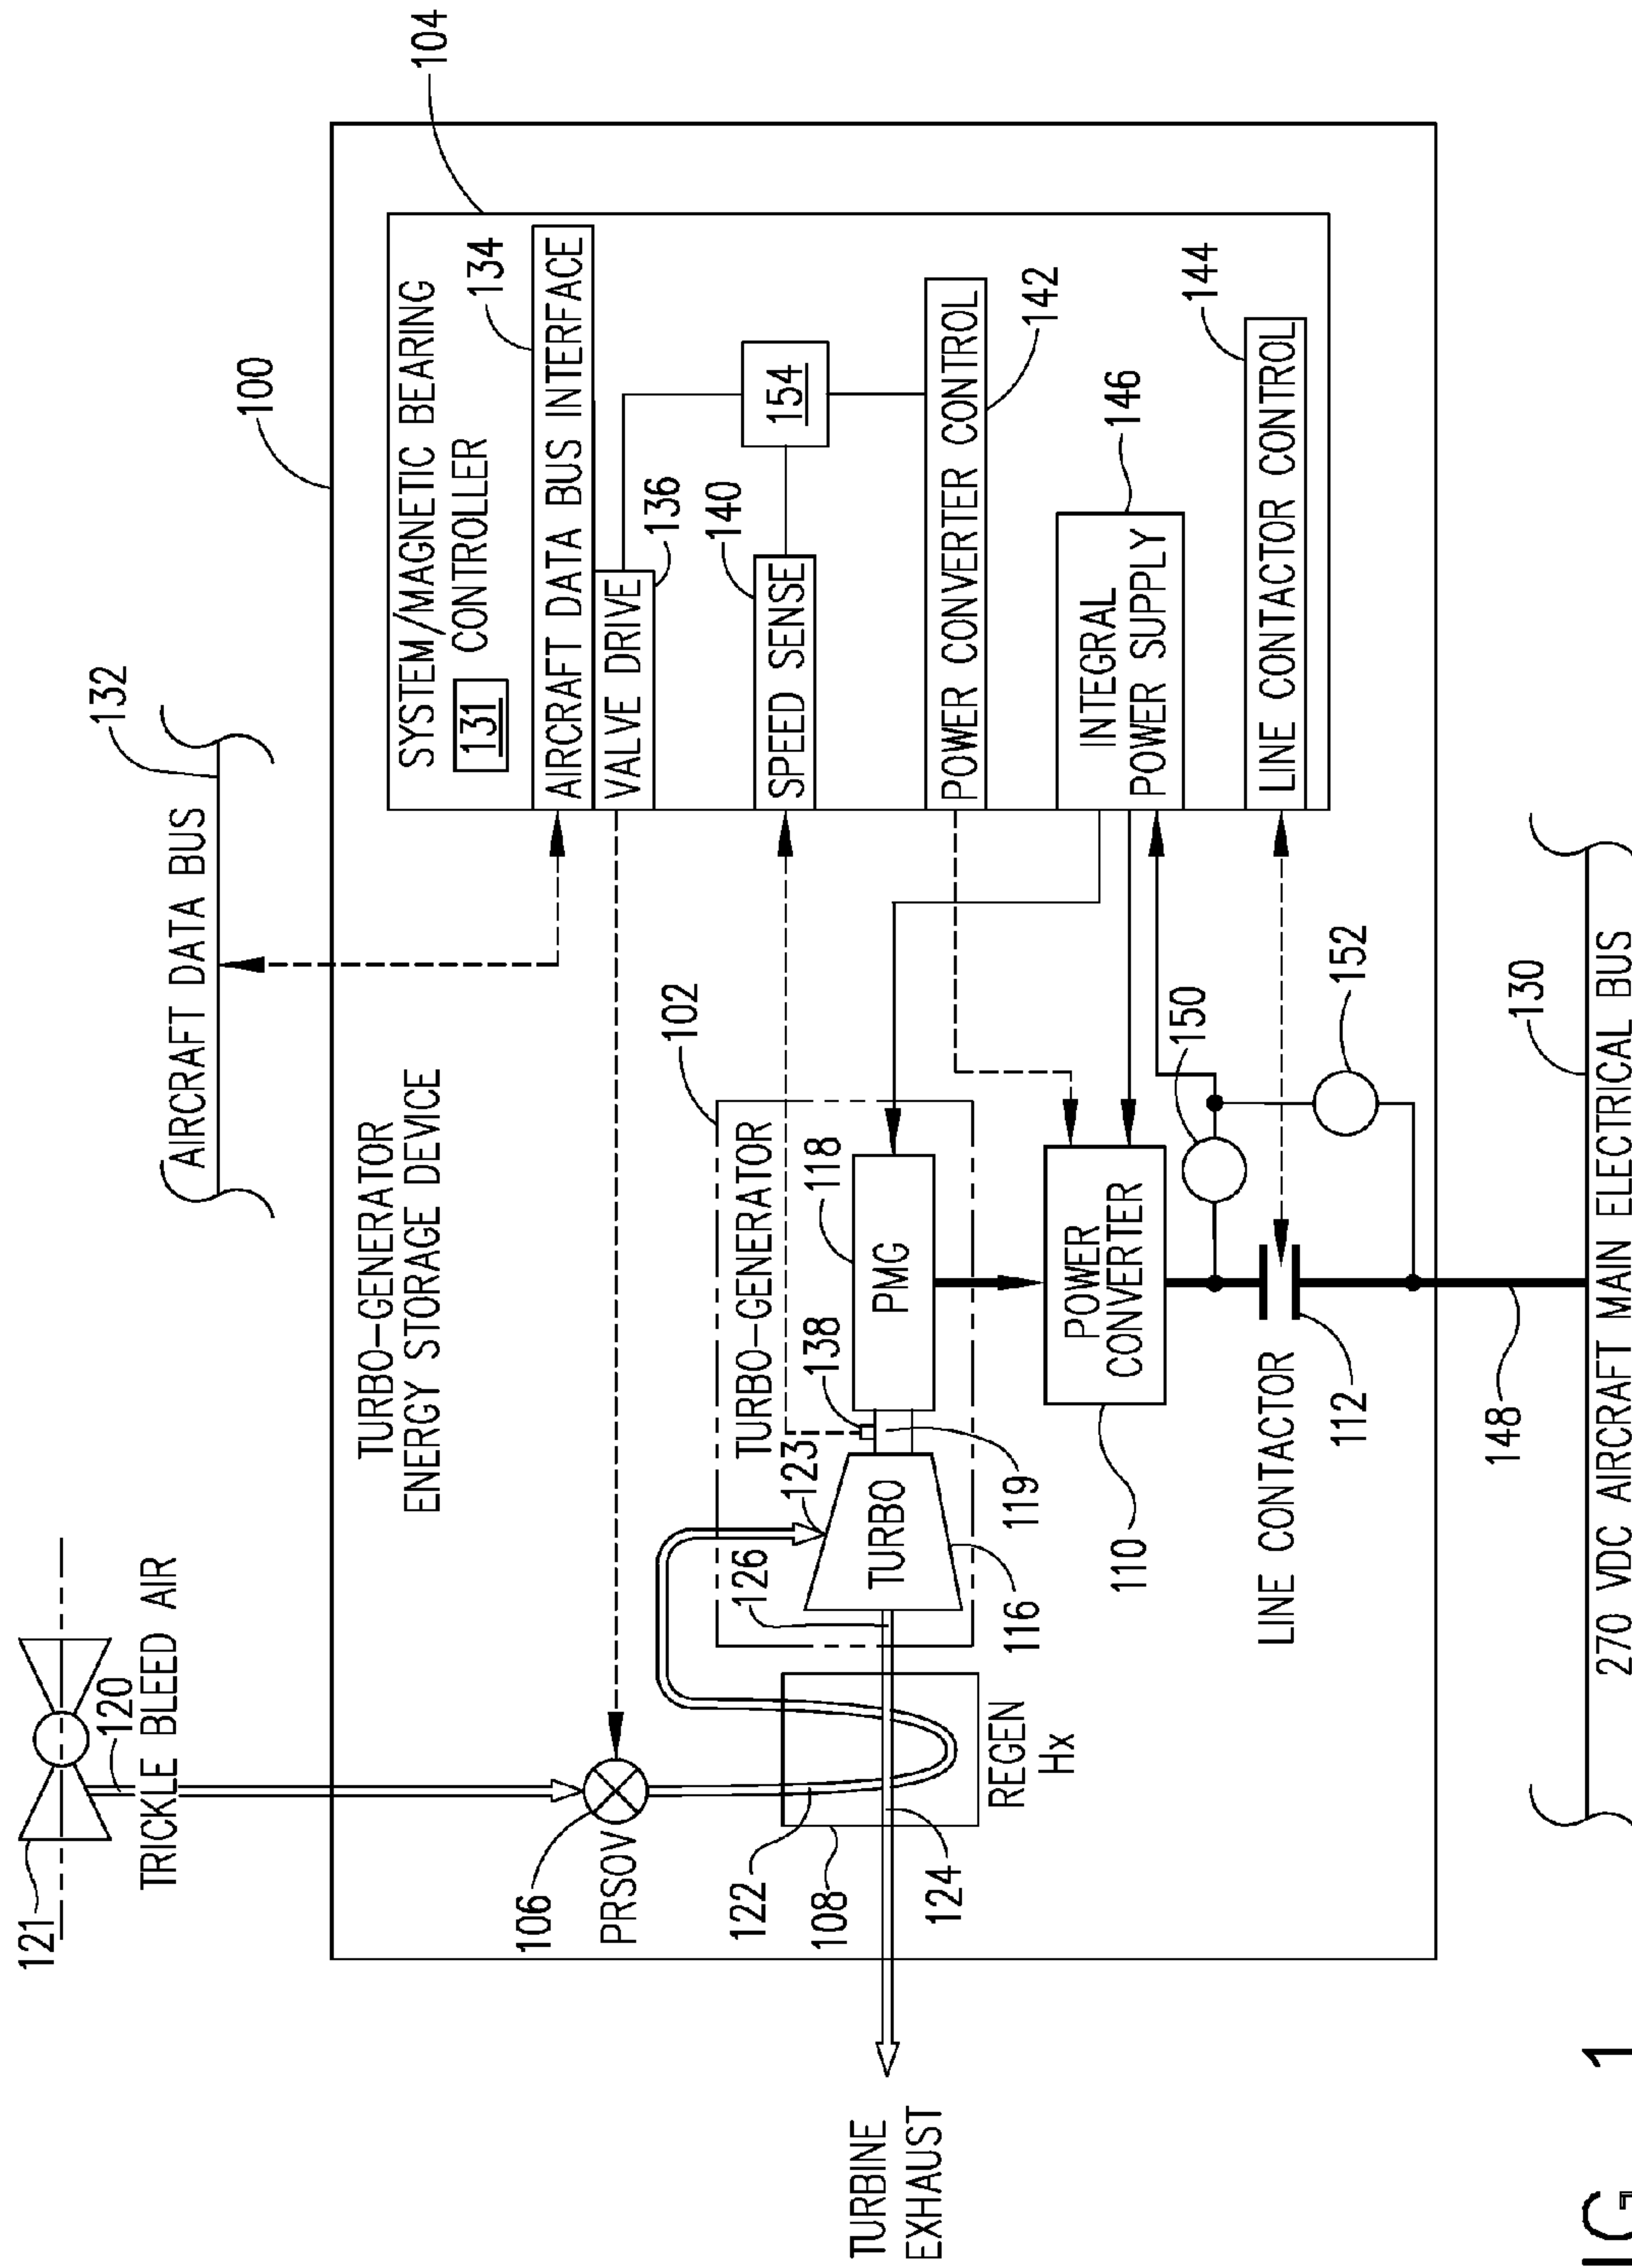 121
120
TRICKLE BLEED AIR
AIRCRAFT DATA BUS
132
100
104
TURBO-GENERATOR
ENERGY STORAGE DEVICE
SYSTEM/MAGNETIC BEARING
CONTROLLER
131
134
AIRCRAFT DATA BUS INTERFACE
VALVE DRIVE
136
106
PRSOV
102
140
SPEED SENSE
154
TURBO-GENERATOR
126
123
138
118
122
108
TURBO
PMG
124
116
119
REGEN
Hx
POWER CONVERTER CONTROL
142
TURBINE
EXHAUST
POWER
CONVERTER
110
INTEGRAL
POWER SUPPLY
146
150
144
LINE CONTACTOR
112
LINE CONTACTOR CONTROL
152
148
130
270 VDC AIRCRAFT MAIN ELECTRICAL BUS
IG. 1